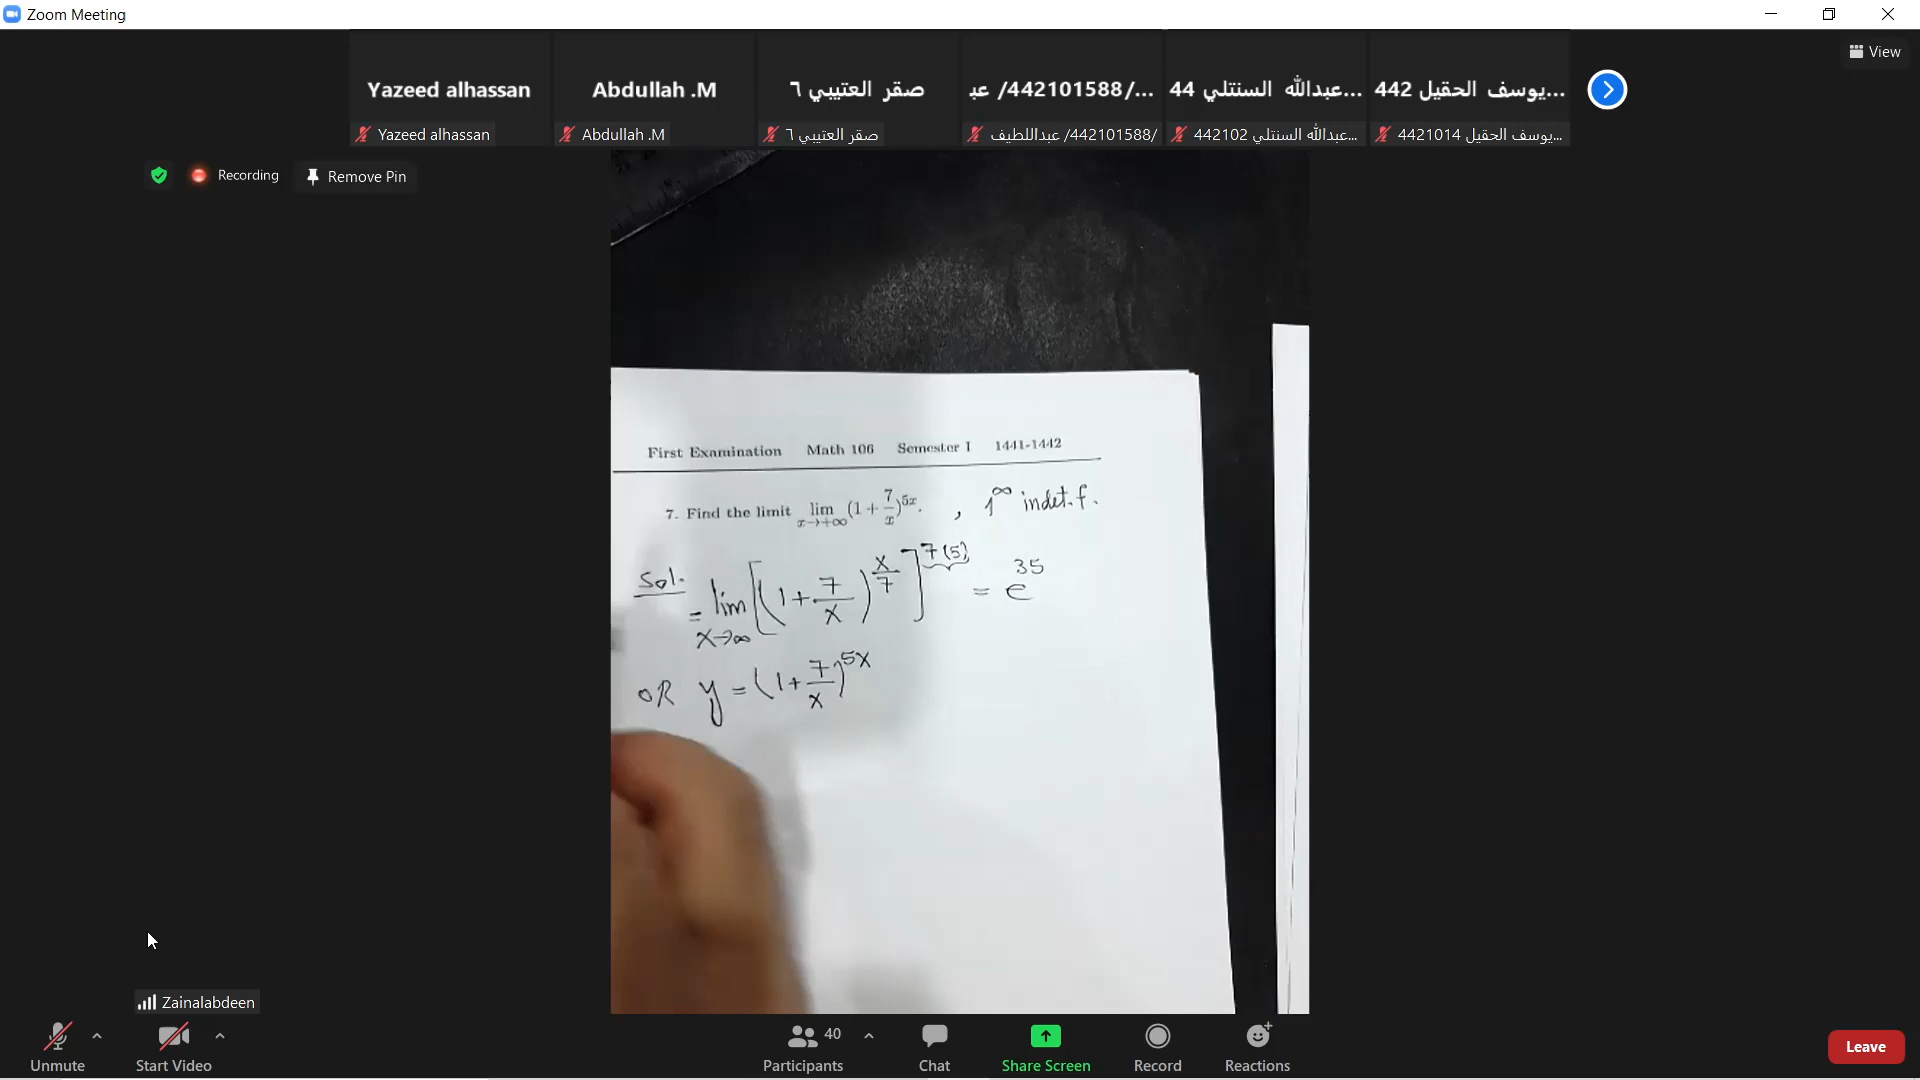 Zoom Meeting
View
Yazeed alhassan
Abdullah .M
صقر العتيبي ٦
عب /442101588/...
عبدالله السنتلي 44...
يوسف الحقيل 442...
Yazeed alhassan
Abdullah .M
صقر العتيبي ٦
عبداللطيف /442101588/
عبدالله السنتلي 442102...
يوسف الحقيل 4421014...
Recording
Remove Pin
First Examination Math 106 Semester I 1441-1442
7. Find the limit lim x→+∞ (1 + 7/x)^5x. , 1^∞ indet. f.
Sol. = lim x→∞ [(1 + 7/x)^x/7]^7(5) = e^35
OR y = (1 + 7/x)^5x
Zainalabdeen
Unmute
Start Video
Participants 40
Chat
Share Screen
Record
Reactions
Leave